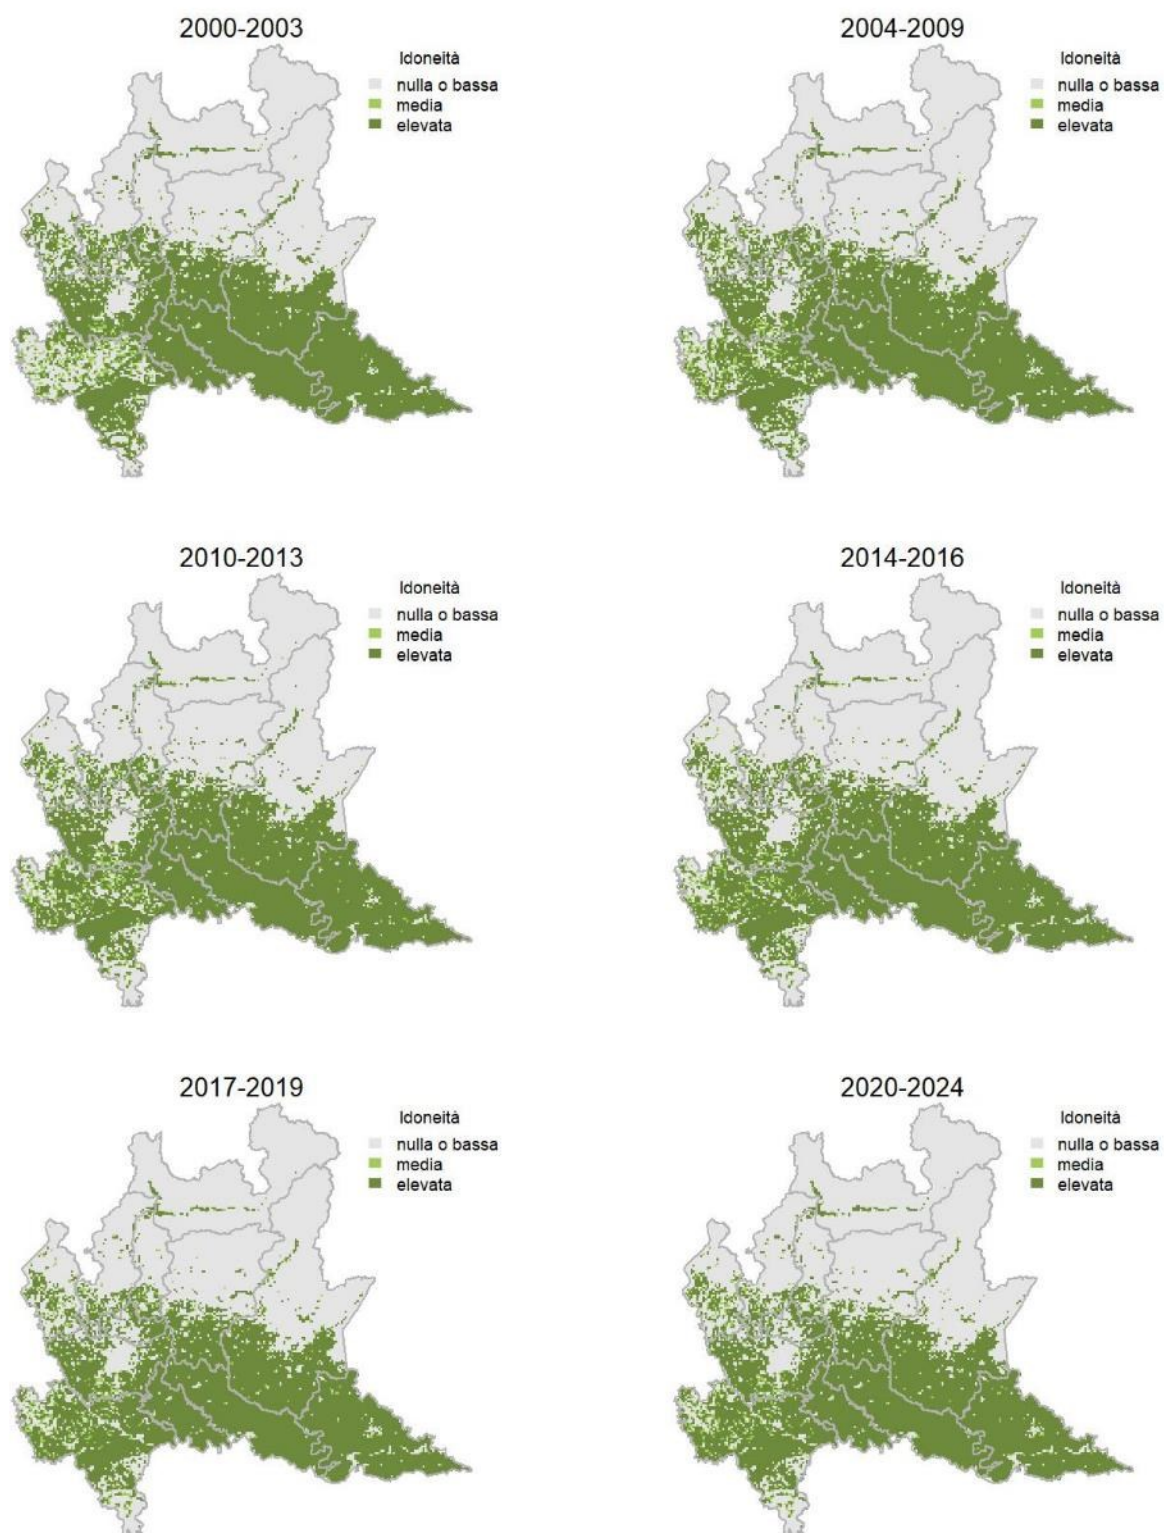 2000-2003
Idoneità
nulla o bassa
media
elevata
2004-2009
Idoneità
nulla o bassa
media
elevata
2010-2013
Idoneità
nulla o bassa
media
elevata
2014-2016
Idoneità
nulla o bassa
media
elevata
2017-2019
Idoneità
nulla o bassa
media
elevata
2020-2024
Idoneità
nulla o bassa
media
elevata